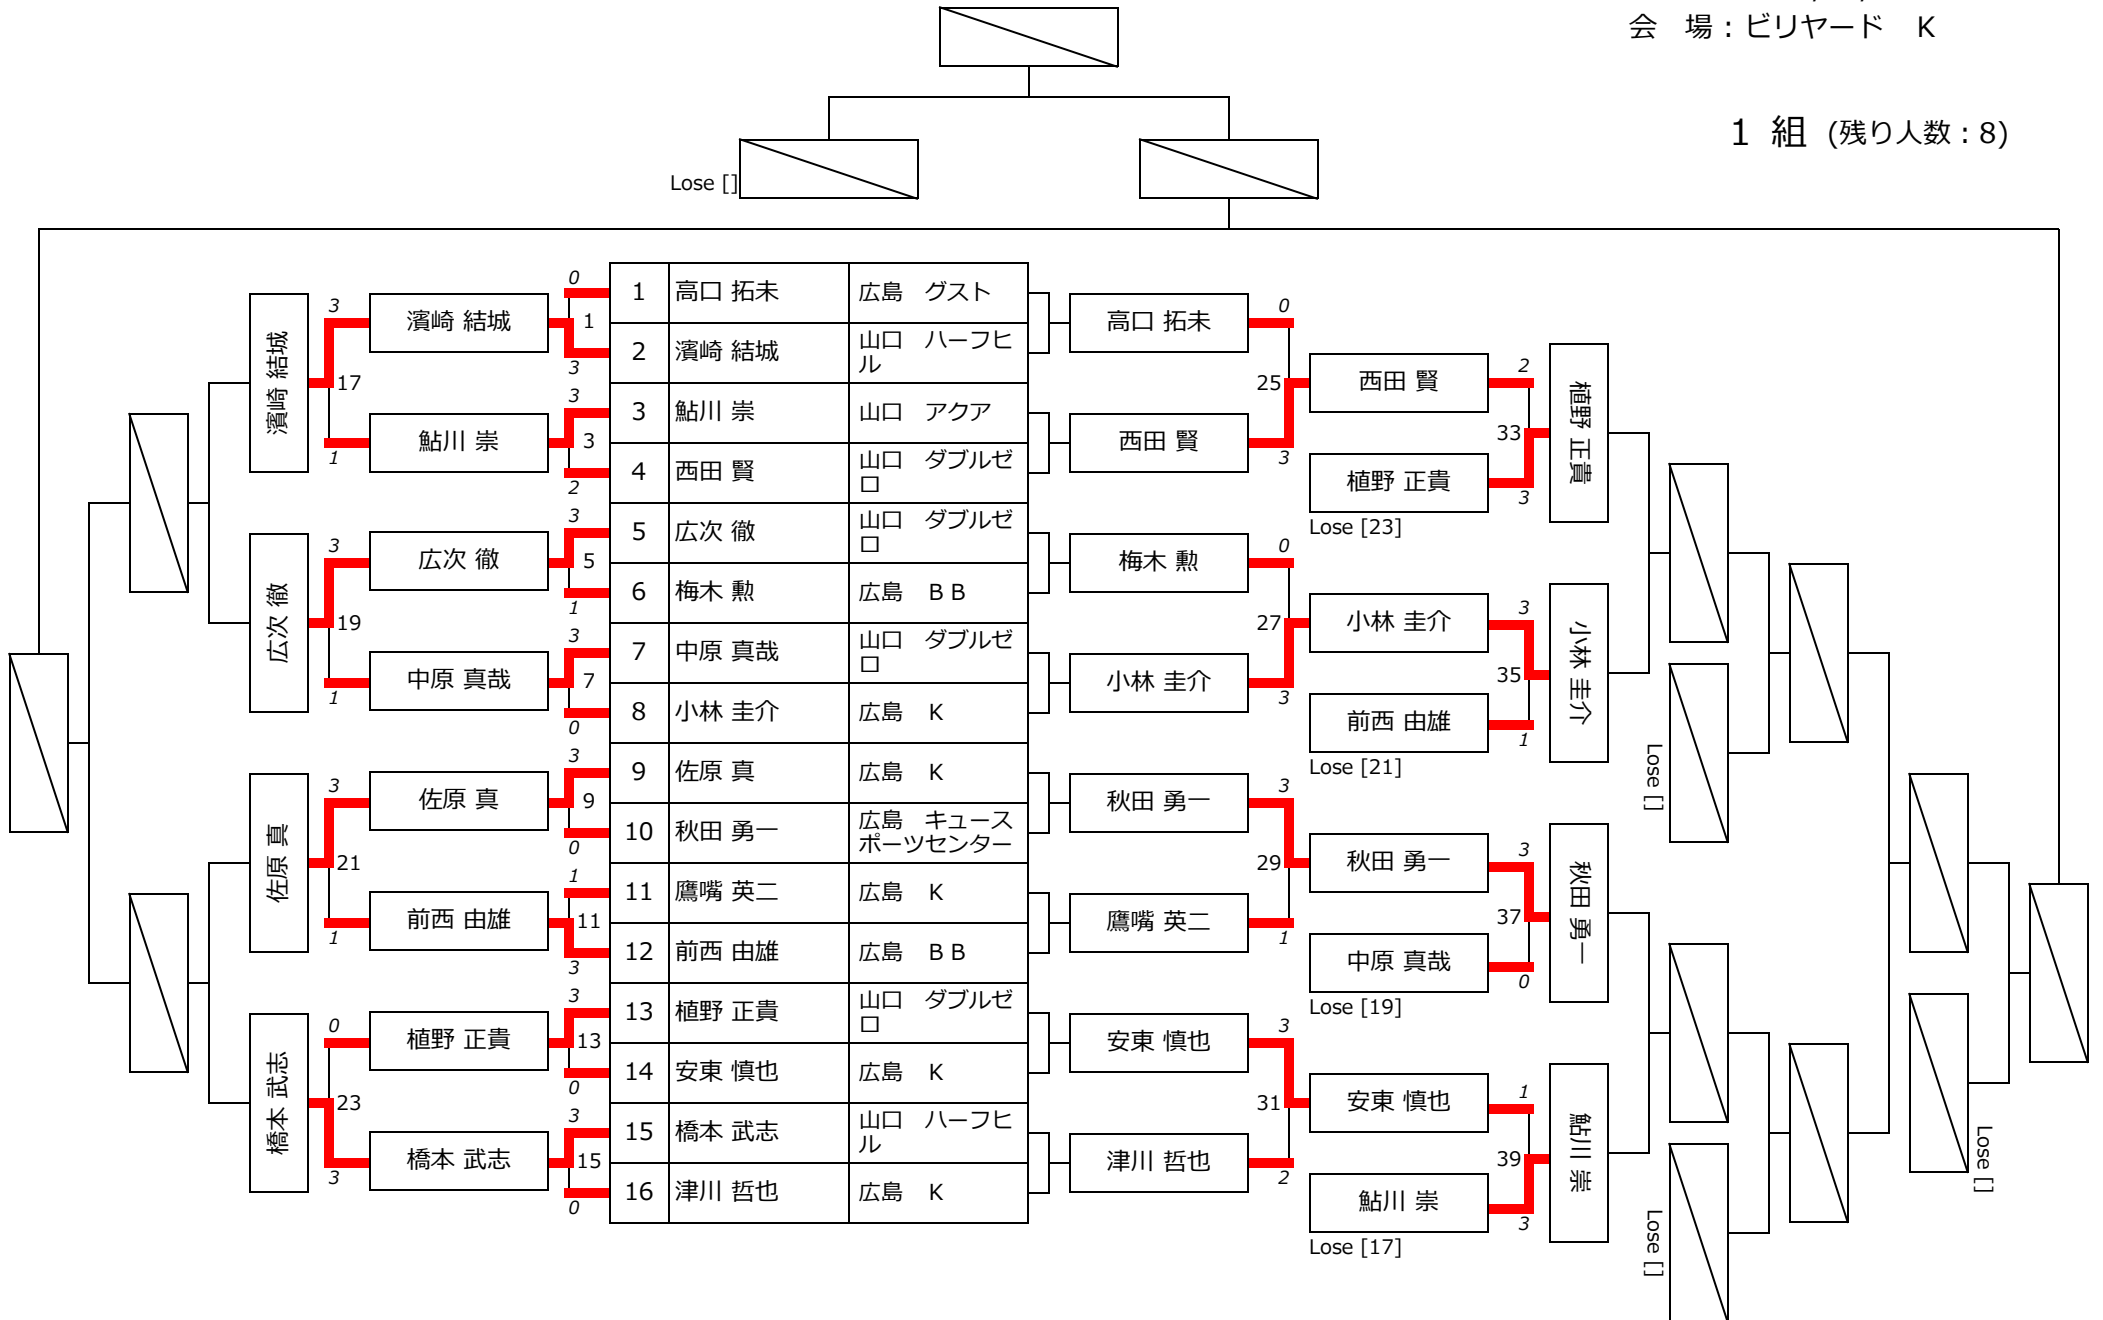 会　場：ビリヤード　K
1 組 (残り人数：8)
Lose []
1 高口 拓未 広島　グスト
2 濱崎 結城 山口　ハーフヒ
ル
3 鮎川 崇 山口　アクア
4 西田 賢 山口　ダブルゼ
ロ
5 広次 徹 山口　ダブルゼ
ロ
6 梅木 勲 広島　ＢＢ
7 中原 真哉 山口　ダブルゼ
ロ
8 小林 圭介 広島　K
9 佐原 真 広島　K
10 秋田 勇一 広島　キュース
ポーツセンター
11 鷹嘴 英二 広島　K
12 前西 由雄 広島　ＢＢ
13 植野 正貴 山口　ダブルゼ
ロ
14 安東 慎也 広島　K
15 橋本 武志 山口　ハーフヒ
ル
16 津川 哲也 広島　K
濱崎 結城
広次 徹
佐原 真
橋本 武志
3
17
1
3
19
1
3
21
1
0
23
3
濱崎 結城
鮎川 崇
広次 徹
中原 真哉
佐原 真
前西 由雄
植野 正貴
橋本 武志
0
1
3
3
3
2
3
5
1
3
7
0
3
9
0
1
11
3
3
13
0
3
15
0
高口 拓未
西田 賢
梅木 勲
小林 圭介
秋田 勇一
鷹嘴 英二
安東 慎也
津川 哲也
0
25
3
0
27
3
3
29
1
3
31
2
西田 賢
植野 正貴
Lose [23]
小林 圭介
前西 由雄
Lose [21]
秋田 勇一
中原 真哉
Lose [19]
安東 慎也
鮎川 崇
Lose [17]
2
33
3
3
35
1
3
37
0
1
39
3
植野 正貴
小林 圭介
秋田 勇一
鮎川 崇
Lose []
Lose []
Lose []